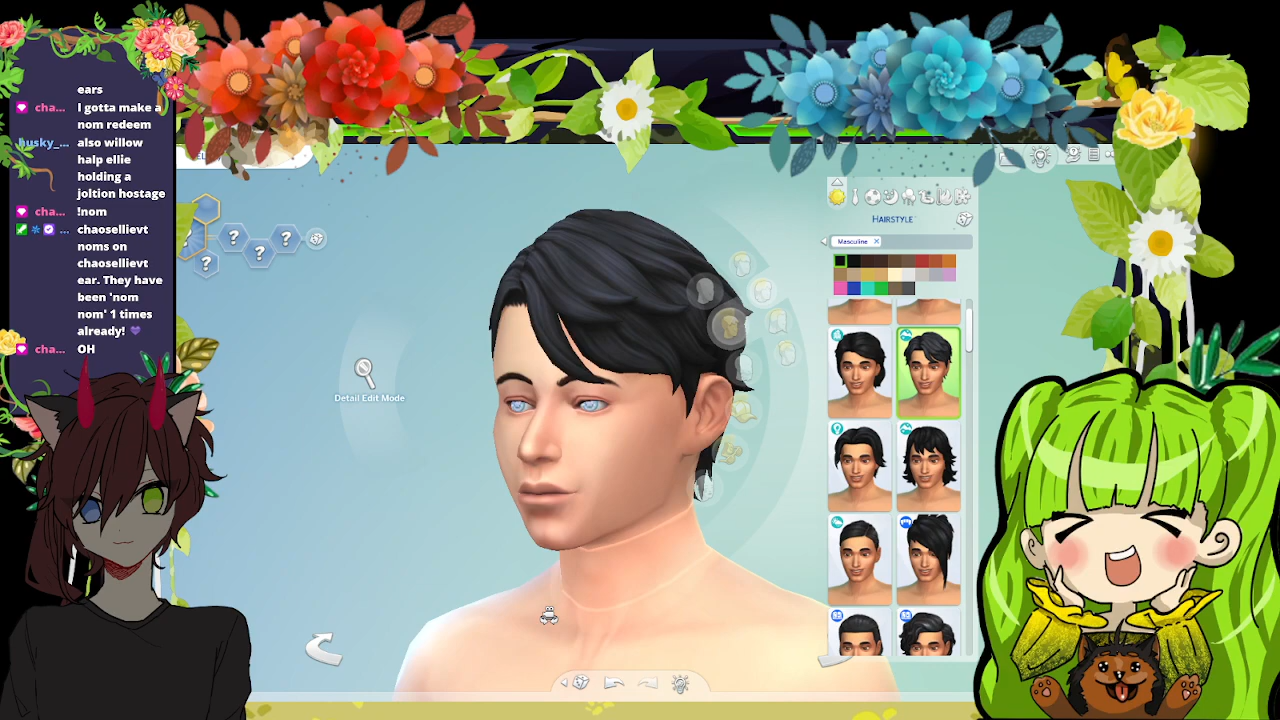 ears
cha... I gotta make a
nom redeem
husky_... also willow
halp ellie
holding a
joltion hostage
cha... !nom
... chaosellievt
noms on
chaosellievt
ear. They have
been 'nom
nom' 1 times
already! 💜
cha... OH
Detail Edit Mode
HAIRSTYLE
Masculine X
? ? ? ?